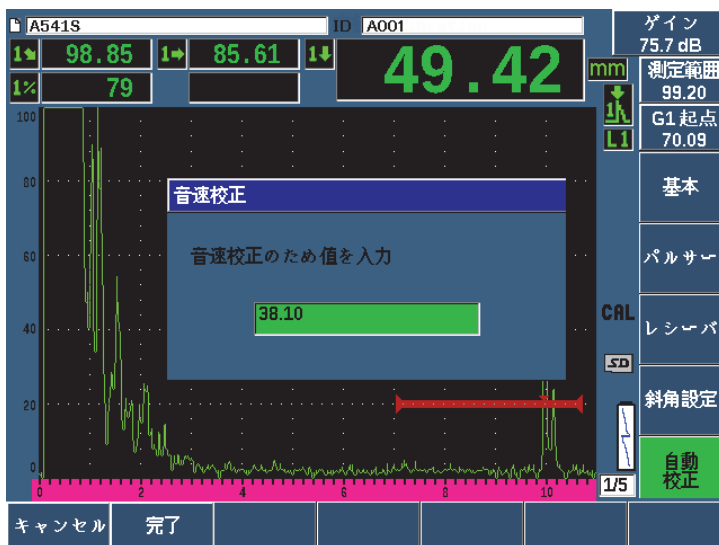 A541S
ID A001
ゲイン
75.7 dB
98.85
85.61
49.42
mm
1%
79
測定範囲
99.20
G1起点
70.09
L1
基本
パルサー
レシーバ
斜角設定
自動
校正
100
80
60
40
20
0
音速校正
音速校正のため値を入力
38.10
CAL
SD
1/5
0 2 4 6 8 10
キャンセル
完了